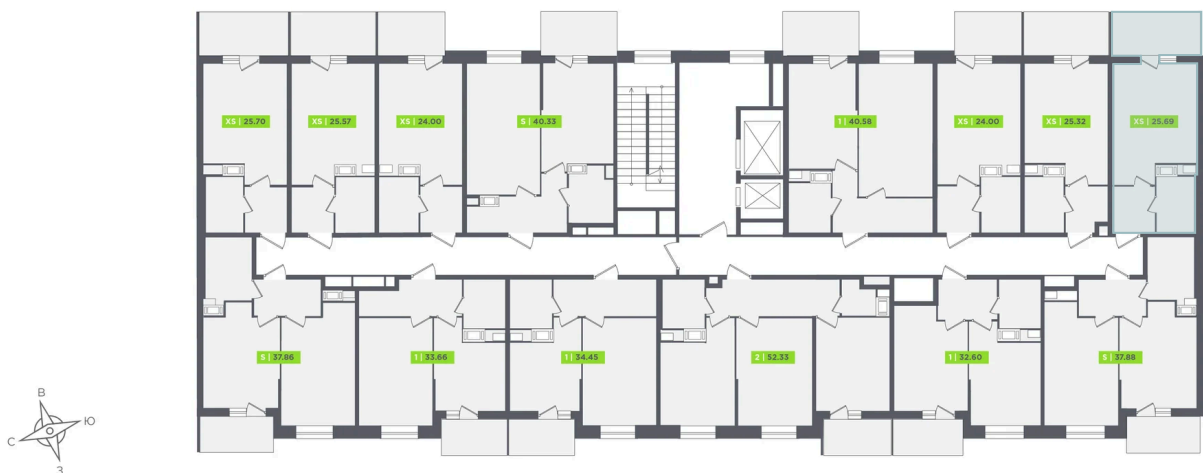 XS | 25.70
XS | 25.57
XS | 24.00
S | 40.33
1 | 40.58
XS | 24.00
XS | 25.32
XS | 25.69
S | 37.86
1 | 33.66
1 | 34.45
2 | 52.33
1 | 32.60
S | 37.88
В
Ю
С
З